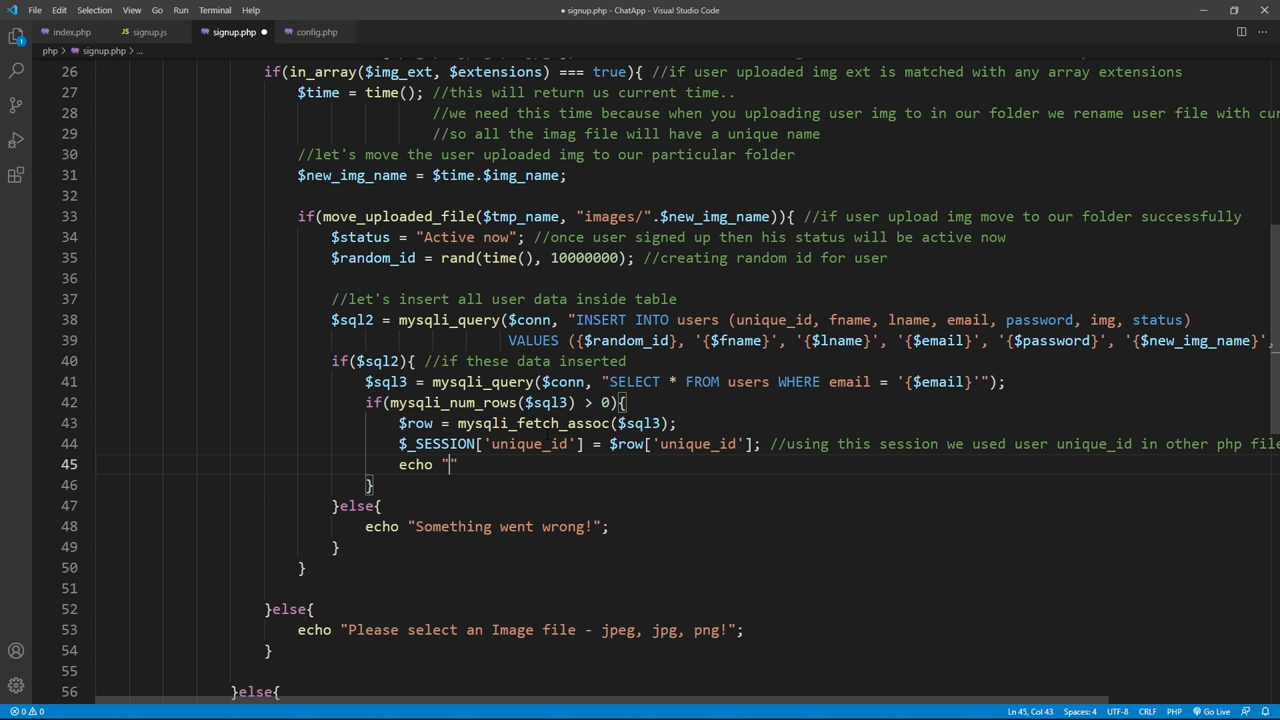 File Edit Selection View Go Run Terminal Help
● signup.php - ChatApp - Visual Studio Code
index.php
JS signup.js
signup.php ●
config.php
php > signup.php > ...
26 if(in_array($img_ext, $extensions) === true){ //if user uploaded img ext is matched with any array extensions
27 $time = time(); //this will return us current time..
28 //we need this time because when you uploading user img to in our folder we rename user file with cur
29 //so all the imag file will have a unique name
30 //let's move the user uploaded img to our particular folder
31 $new_img_name = $time.$img_name;
32
33 if(move_uploaded_file($tmp_name, "images/".$new_img_name)){ //if user upload img move to our folder successfully
34 $status = "Active now"; //once user signed up then his status will be active now
35 $random_id = rand(time(), 10000000); //creating random id for user
36
37 //let's insert all user data inside table
38 $sql2 = mysqli_query($conn, "INSERT INTO users (unique_id, fname, lname, email, password, img, status)
39 VALUES ({$random_id}, '{$fname}', '{$lname}', '{$email}', '{$password}', '{$new_img_name}',
40 if($sql2){ //if these data inserted
41 $sql3 = mysqli_query($conn, "SELECT * FROM users WHERE email = '{$email}'");
42 if(mysqli_num_rows($sql3) > 0){
43 $row = mysqli_fetch_assoc($sql3);
44 $_SESSION['unique_id'] = $row['unique_id']; //using this session we used user unique_id in other php file
45 echo ""
46 }
47 }else{
48 echo "Something went wrong!";
49 }
50 }
51
52 }else{
53 echo "Please select an Image file - jpeg, jpg, png!";
54 }
55
56 }else{
0 0 Ln 45, Col 43 Spaces: 4 UTF-8 CRLF PHP Go Live